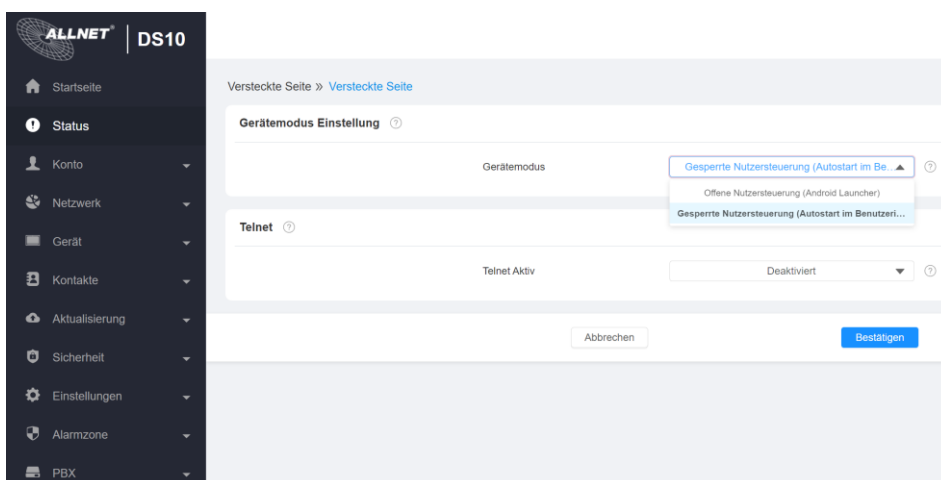 ALLNET® DS10
Startseite
Status
Konto
Netzwerk
Gerät
Kontakte
Aktualisierung
Sicherheit
Einstellungen
Alarmzone
PBX
Versteckte Seite » Versteckte Seite
Gerätemodus Einstellung ?
Gerätemodus Gesperrte Nutzersteuerung (Autostart im Be... ?
Offene Nutzersteuerung (Android Launcher)
Gesperrte Nutzersteuerung (Autostart im Benutzeri...
Telnet ?
Telnet Aktiv Deaktiviert ?
Abbrechen Bestätigen